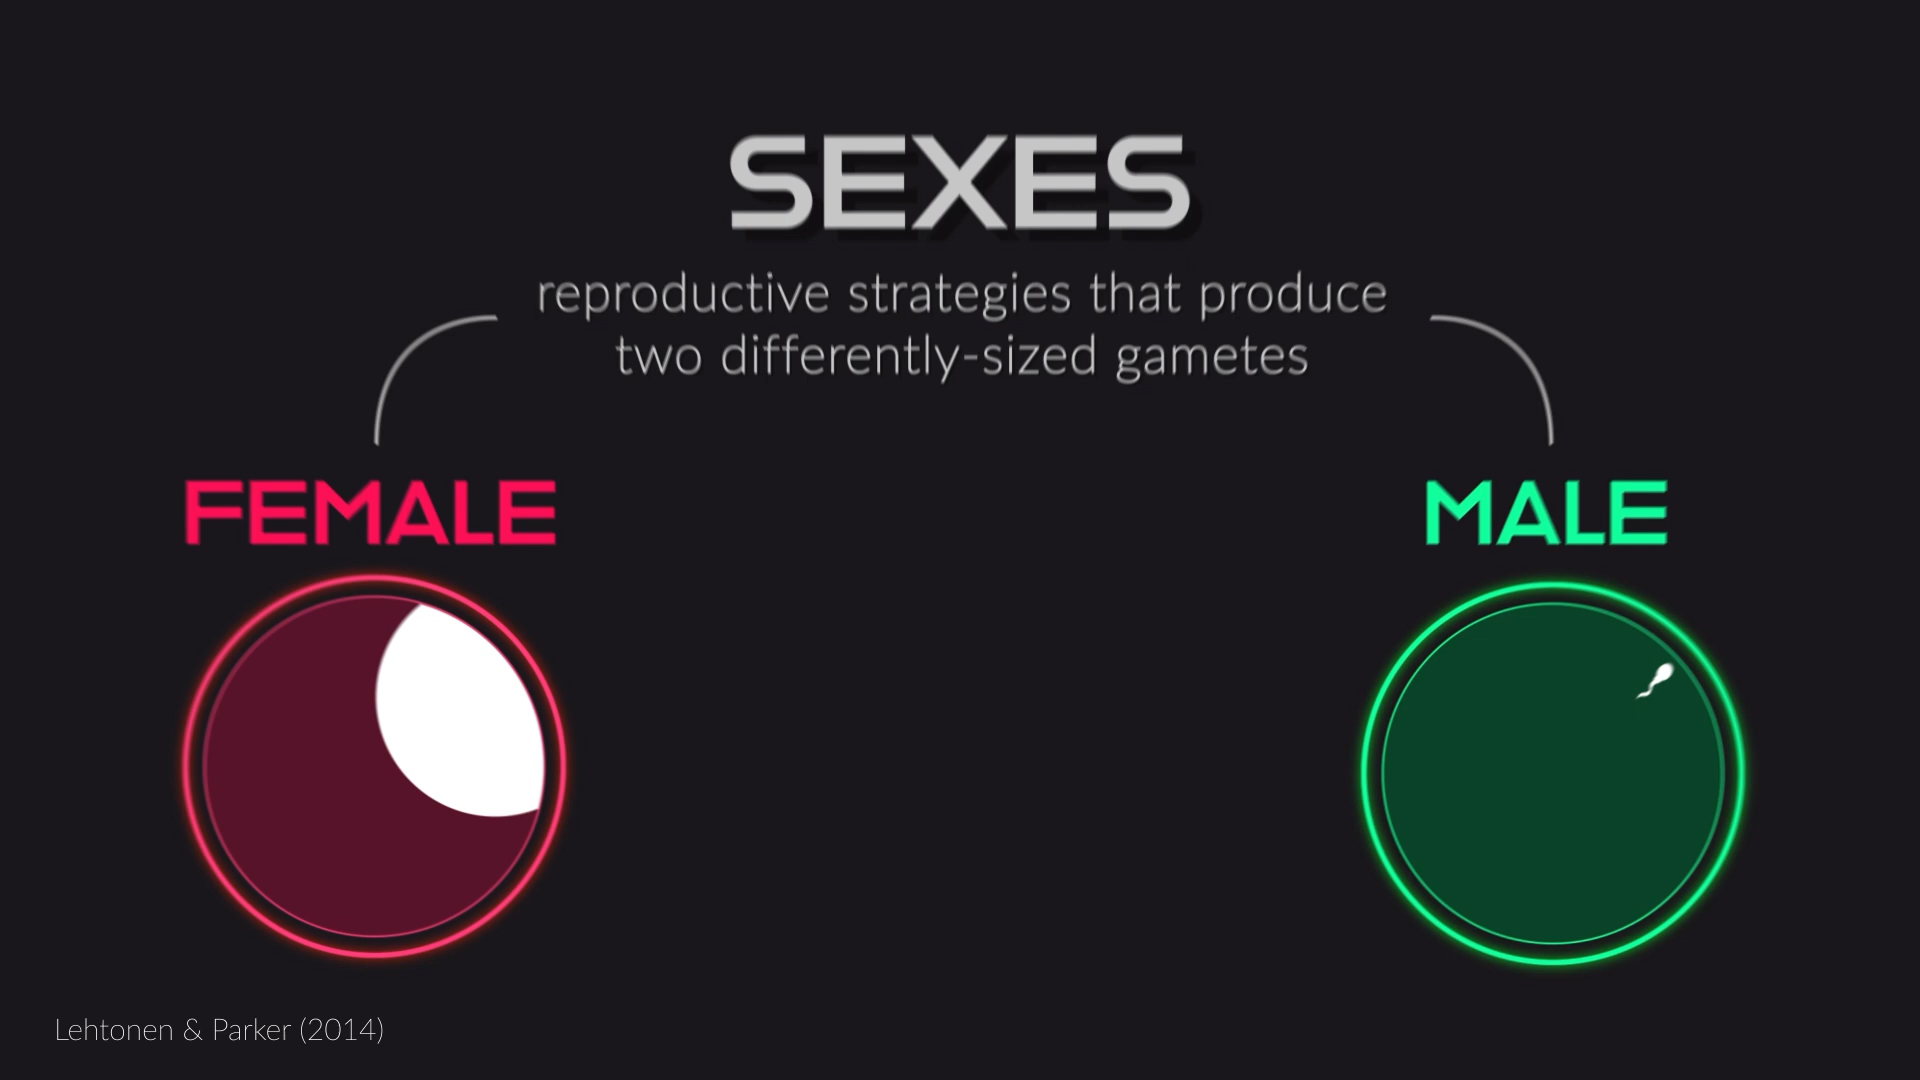 SEXES
reproductive strategies that produce
two differently-sized gametes
FEMALE
MALE
Lehtonen & Parker (2014)